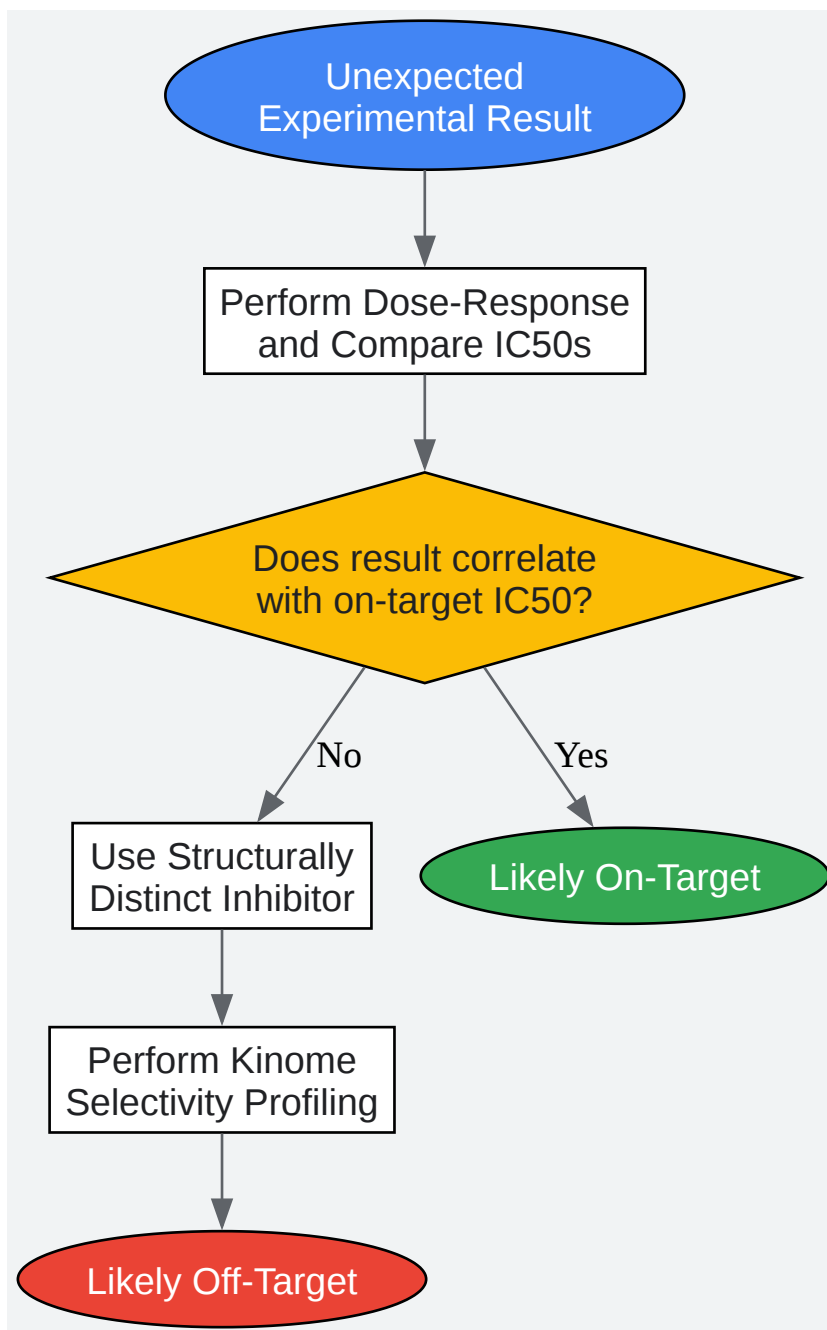 Unexpected
Experimental Result
Perform Dose-Response
and Compare IC50s
Does result correlate
with on-target IC50?
No
Yes
Use Structurally
Distinct Inhibitor
Likely On-Target
Perform Kinome
Selectivity Profiling
Likely Off-Target